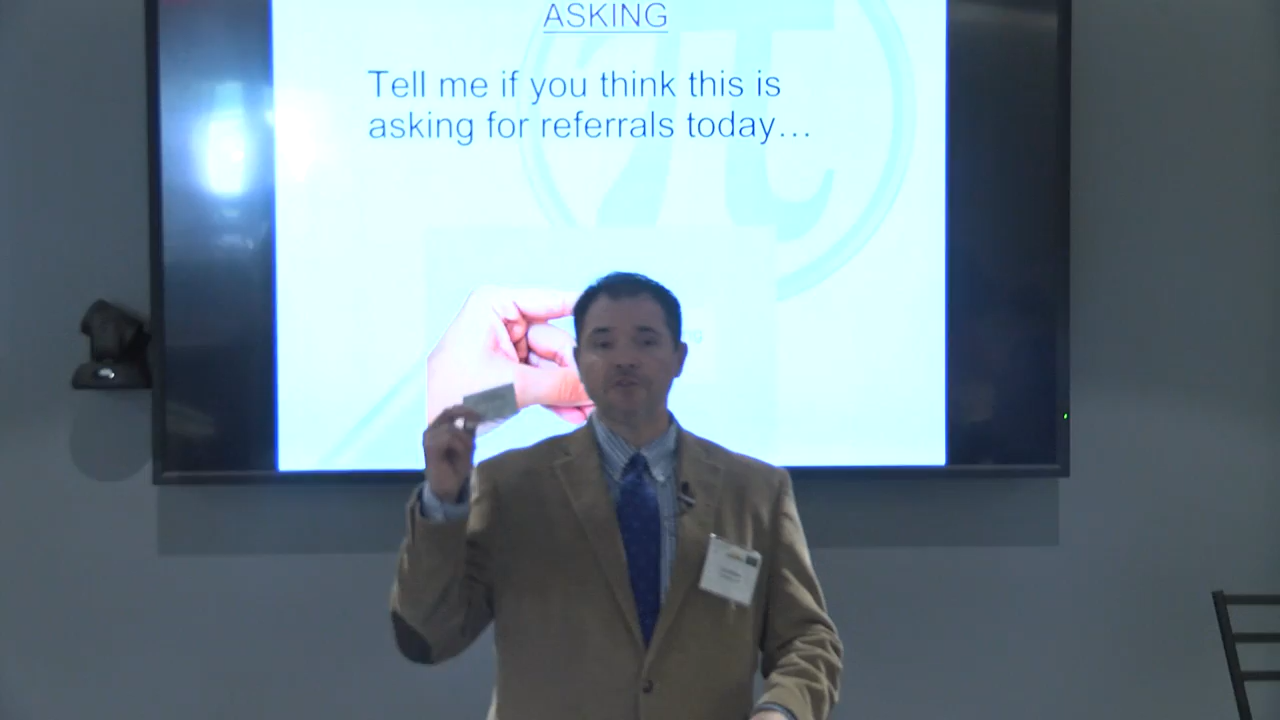 ASKING
Tell me if you think this is
asking for referrals today…